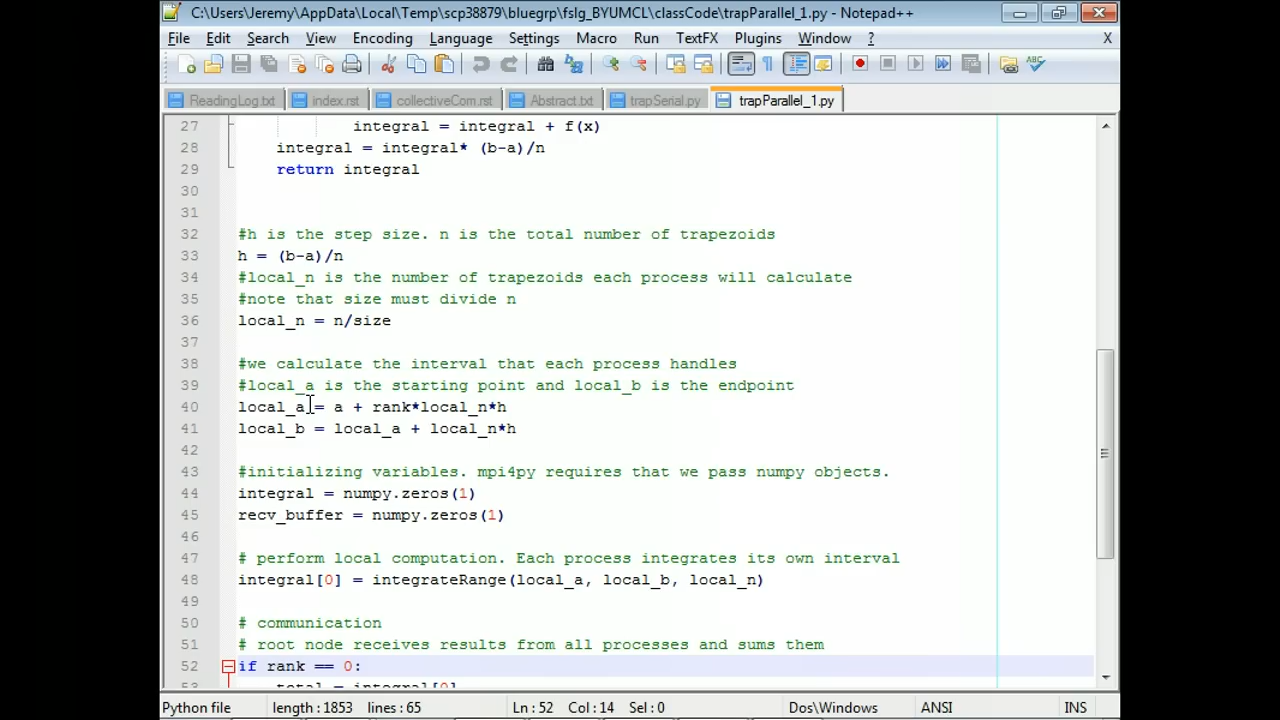 C:\Users\Jeremy/AppData\Local\Temp\scp38879\bluegrp\fslg_BYUMCL\classCode\trapParallel_1.py - Notepad++
File Edit Search View Encoding Language Settings Macro Run TextFX Plugins Window ? X
ReadingLog.txt index.rst collectiveCom.rst Abstract.txt trapSerial.py trapParallel_1.py
27 integral = integral + f(x)
28 integral = integral* (b-a)/n
29 return integral
30
31
32 #h is the step size. n is the total number of trapezoids
33 h = (b-a)/n
34 #local_n is the number of trapezoids each process will calculate
35 #note that size must divide n
36 local_n = n/size
37
38 #we calculate the interval that each process handles
39 #local_a is the starting point and local_b is the endpoint
40 local_a = a + rank*local_n*h
41 local_b = local_a + local_n*h
42
43 #initializing variables. mpi4py requires that we pass numpy objects.
44 integral = numpy.zeros(1)
45 recv_buffer = numpy.zeros(1)
46
47 # perform local computation. Each process integrates its own interval
48 integral[0] = integrateRange(local_a, local_b, local_n)
49
50 # communication
51 # root node receives results from all processes and sums them
52 if rank == 0:
53 total = integral[0]
Python file length : 1853 lines : 65 Ln : 52 Col : 14 Sel : 0 Dos\Windows ANSI INS